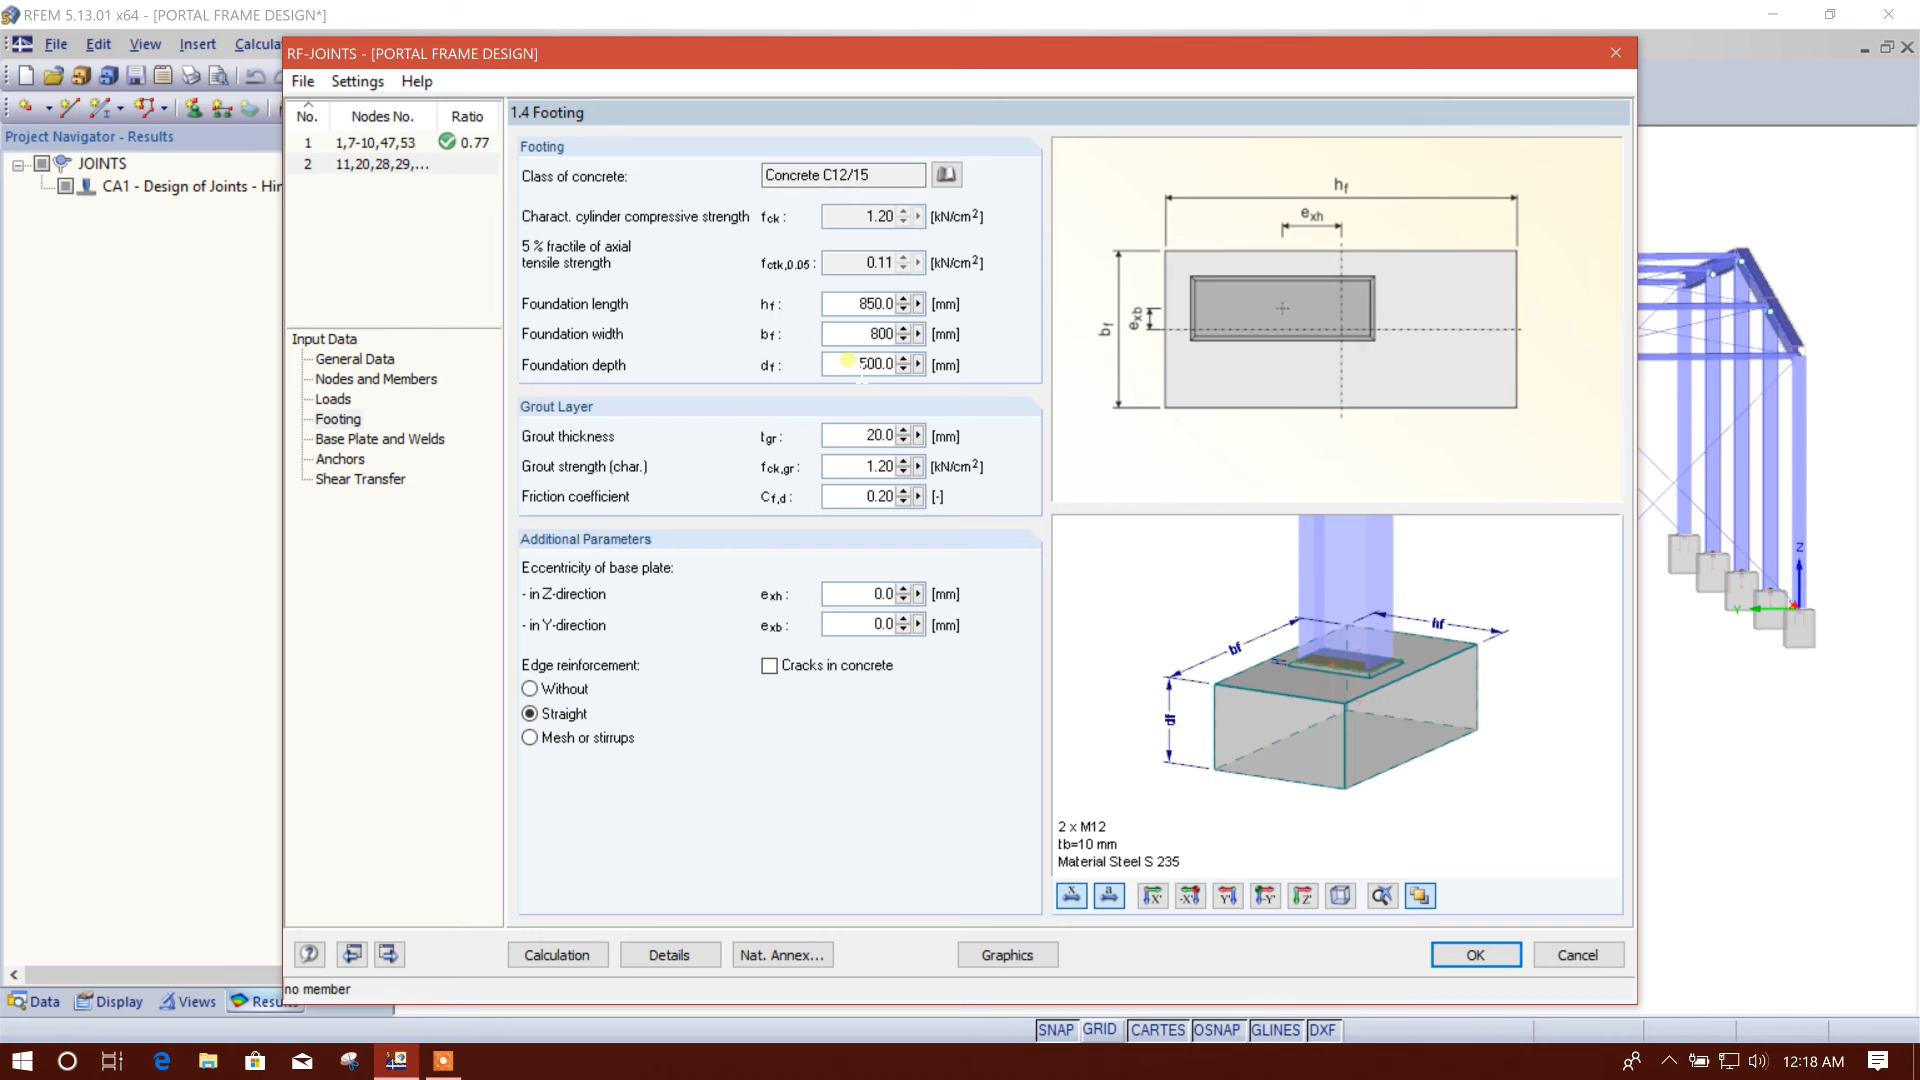 RFEM 5.13.01 x64 - [PORTAL FRAME DESIGN*]
File Edit View Insert Calcula
RF-JOINTS - [PORTAL FRAME DESIGN]
File Settings Help
Project Navigator - Results
JOINTS
CA1 - Design of Joints - Hir
No. Nodes No. Ratio
1 1,7-10,47,53 0.77
2 11,20,28,29,...
Input Data
General Data
Nodes and Members
Loads
Footing
Base Plate and Welds
Anchors
Shear Transfer
1.4 Footing
Footing
Class of concrete: Concrete C12/15
Charact. cylinder compressive strength fck : 1.20 [kN/cm2]
5 % fractile of axial
tensile strength fctk,0.05 : 0.11 [kN/cm2]
Foundation length hf : 850.0 [mm]
Foundation width bf : 800 [mm]
Foundation depth df : 500.0 [mm]
Grout Layer
Grout thickness tgr : 20.0 [mm]
Grout strength (char.) fck,gr : 1.20 [kN/cm2]
Friction coefficient Cf,d : 0.20 [-]
Additional Parameters
Eccentricity of base plate:
- in Z-direction exh : 0.0 [mm]
- in Y-direction exb : 0.0 [mm]
Edge reinforcement: Cracks in concrete
Without
Straight
Mesh or stirrups
hf
exh
bf
exb
bf
hf
df
2 x M12
tb=10 mm
Material Steel S 235
X a X' -X' Y' -Y' Z'
Z
Y
Calculation Details Nat. Annex... Graphics OK Cancel
no member
Data Display Views Resu
SNAP GRID CARTES OSNAP GLINES DXF
12:18 AM